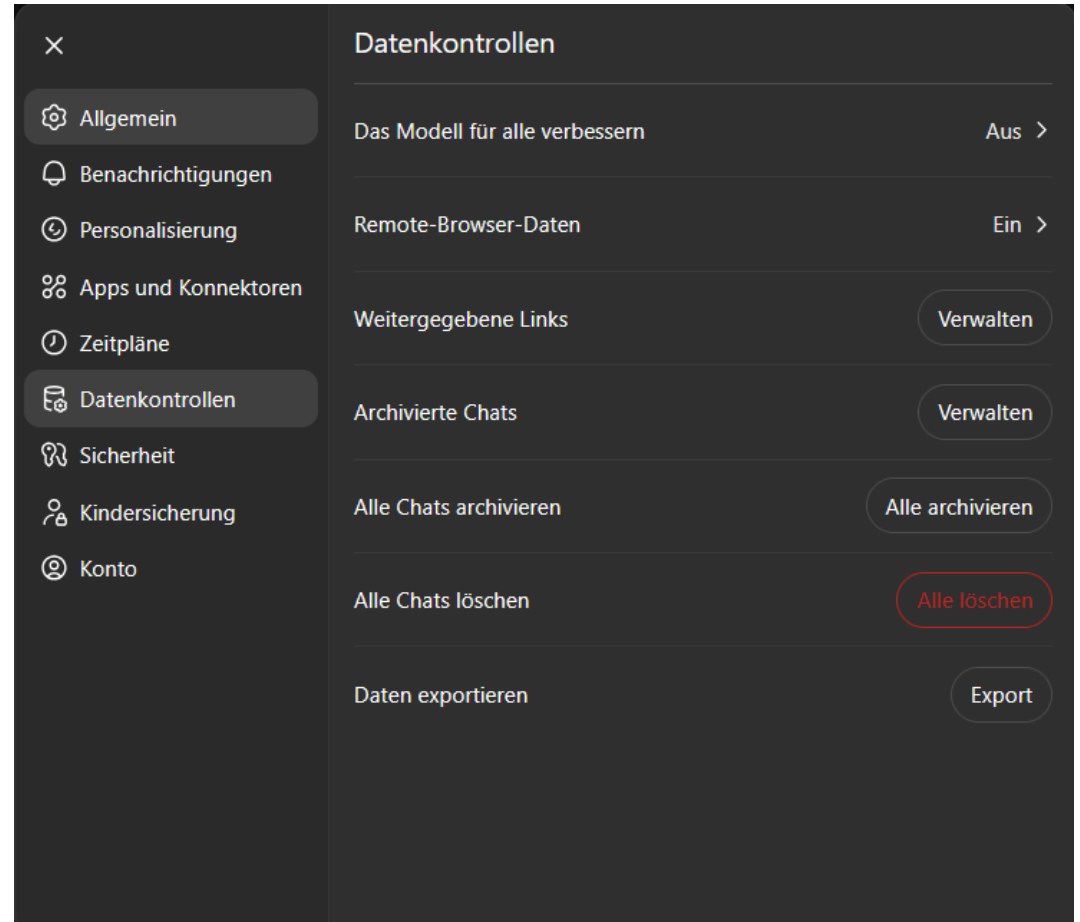 Allgemein
Benachrichtigungen
Personalisierung
Apps und Konnektoren
Zeitpläne
Datenkontrollen
Sicherheit
Kindersicherung
Konto
Datenkontrollen
Das Modell für alle verbessern Aus
Remote-Browser-Daten Ein
Weitergegebene Links Verwalten
Archivierte Chats Verwalten
Alle Chats archivieren Alle archivieren
Alle Chats löschen Alle löschen
Daten exportieren Export